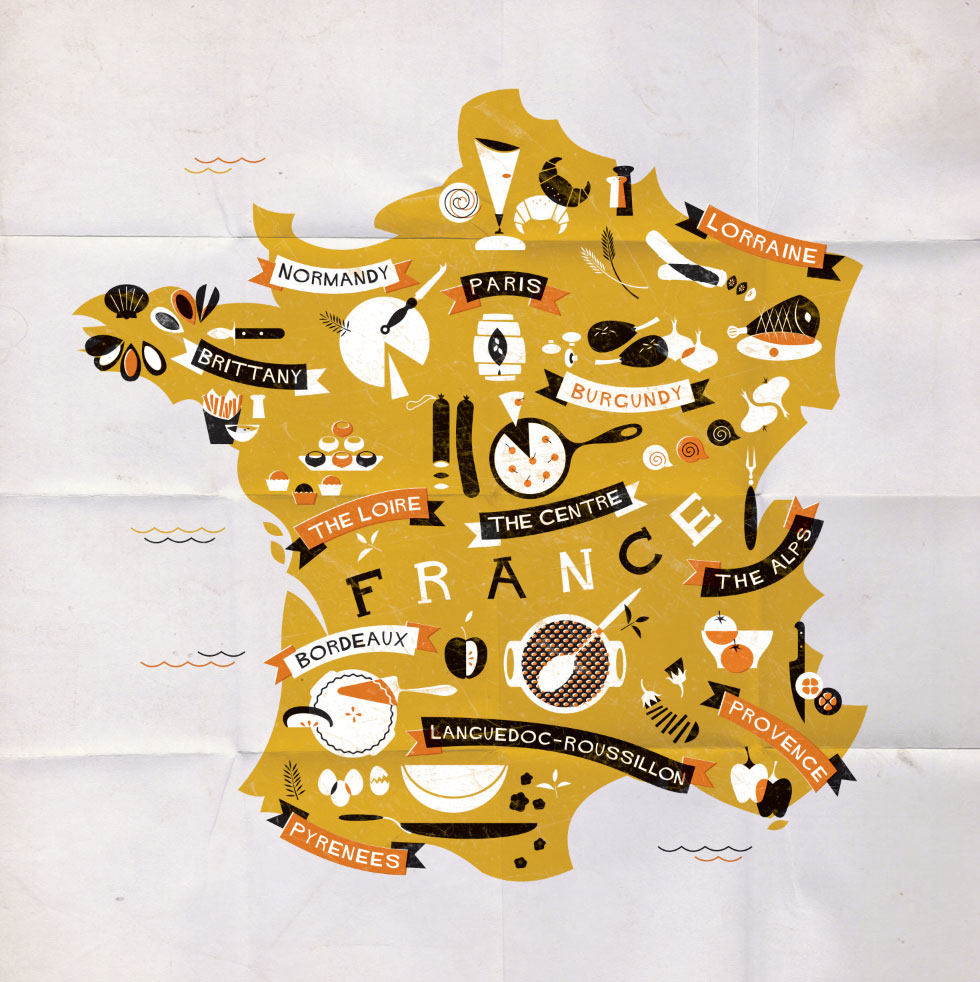 LORRAINE
NORMANDY
PARIS
BRITTANY
BURGUNDY
THE LOIRE
THE CENTRE
FRANCE
THE ALPS
BORDEAUX
LANGUEDOC-ROUSSILLON
PROVENCE
PYRENEES